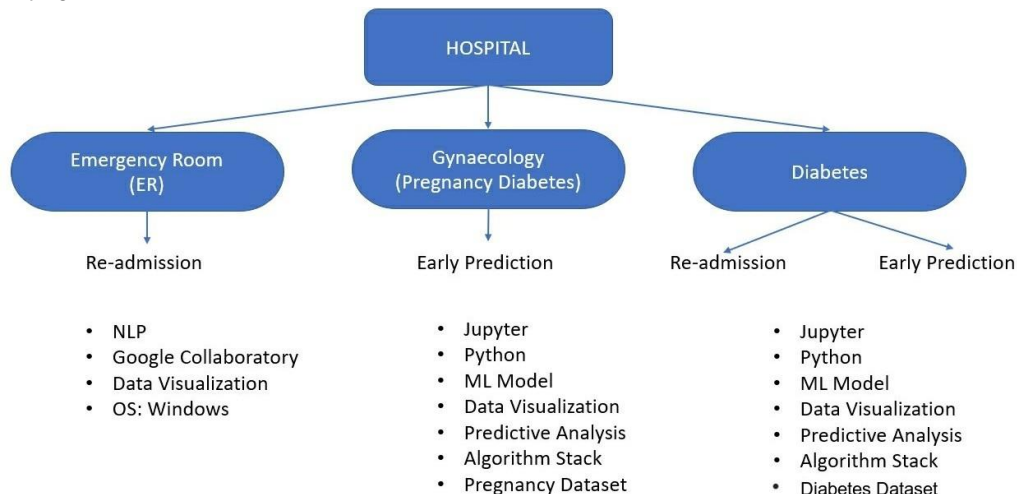 HOSPITAL
Emergency Room
(ER)
Gynaecology
(Pregnancy Diabetes)
Diabetes
Re-admission
Early Prediction
Re-admission
Early Prediction
• NLP
• Google Collaboratory
• Data Visualization
• OS: Windows
• Jupyter
• Python
• ML Model
• Data Visualization
• Predictive Analysis
• Algorithm Stack
• Pregnancy Dataset
• Jupyter
• Python
• ML Model
• Data Visualization
• Predictive Analysis
• Algorithm Stack
• Diabetes Dataset